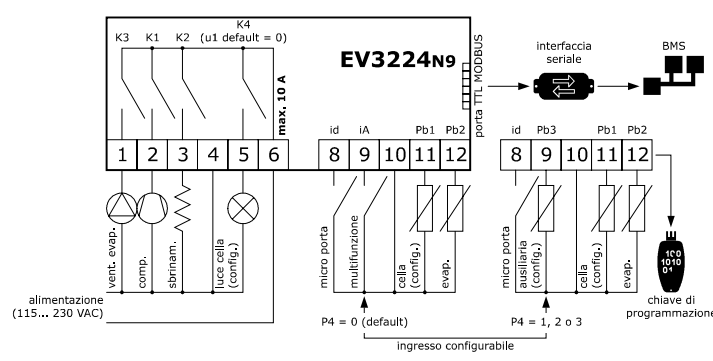 K4
K3 K1 K2 (u1 default = 0)
EV3224N9
max. 10 A
porta TTL MODBUS
interfaccia
seriale
BMS
id iA Pb1 Pb2
id Pb3 Pb1 Pb2
1 2 3 4 5 6
8 9 10 11 12
8 9 10 11 12
vent. evap.
comp.
sbrinam.
luce cella
(config.)
micro porta
multifunzione
cella
(config.)
evap.
micro porta
ausiliaria
(config.)
cella
(config.)
evap.
100
1010
01
chiave di
programmazione
alimentazione
(115... 230 VAC)
P4 = 0 (default)
P4 = 1, 2 o 3
ingresso configurabile